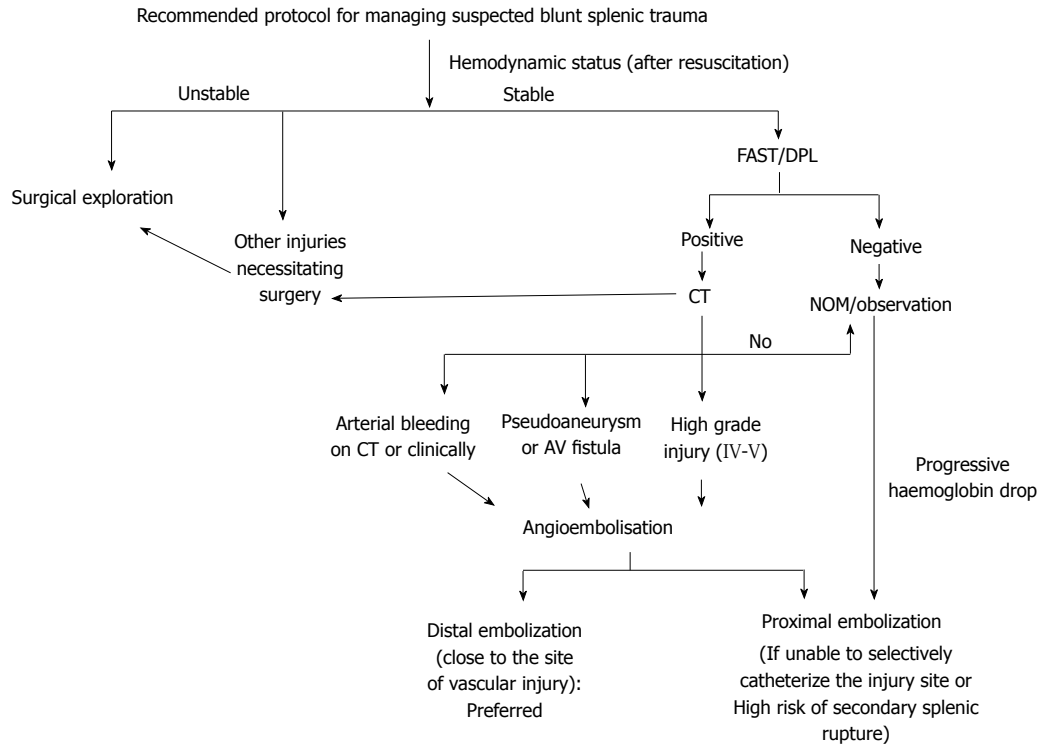 Recommended protocol for managing suspected blunt splenic trauma
Hemodynamic status (after resuscitation)
Unstable
Stable
FAST/DPL
Surgical exploration
Other injuries
necessitating
surgery
Positive
Negative
CT
NOM/observation
No
Arterial bleeding
on CT or clinically
Pseudoaneurysm
or AV fistula
High grade
injury (IV-V)
Progressive
haemoglobin drop
Angioembolisation
Distal embolization
(close to the site
of vascular injury):
Preferred
Proximal embolization
(If unable to selectively
catheterize the injury site or
High risk of secondary splenic
rupture)